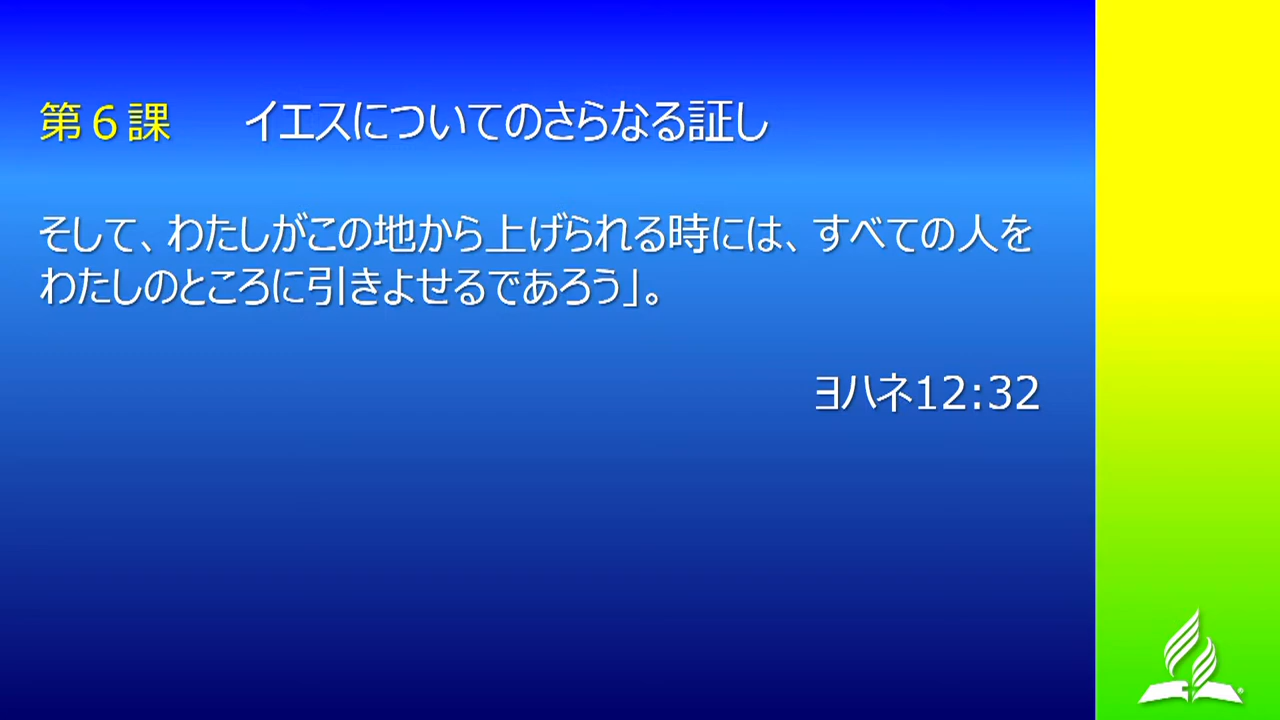 第６課　　イエスについてのさらなる証し
そして、わたしがこの地から上げられる時には、すべての人を
わたしのところに引きよせるであろう」。
ヨハネ12:32